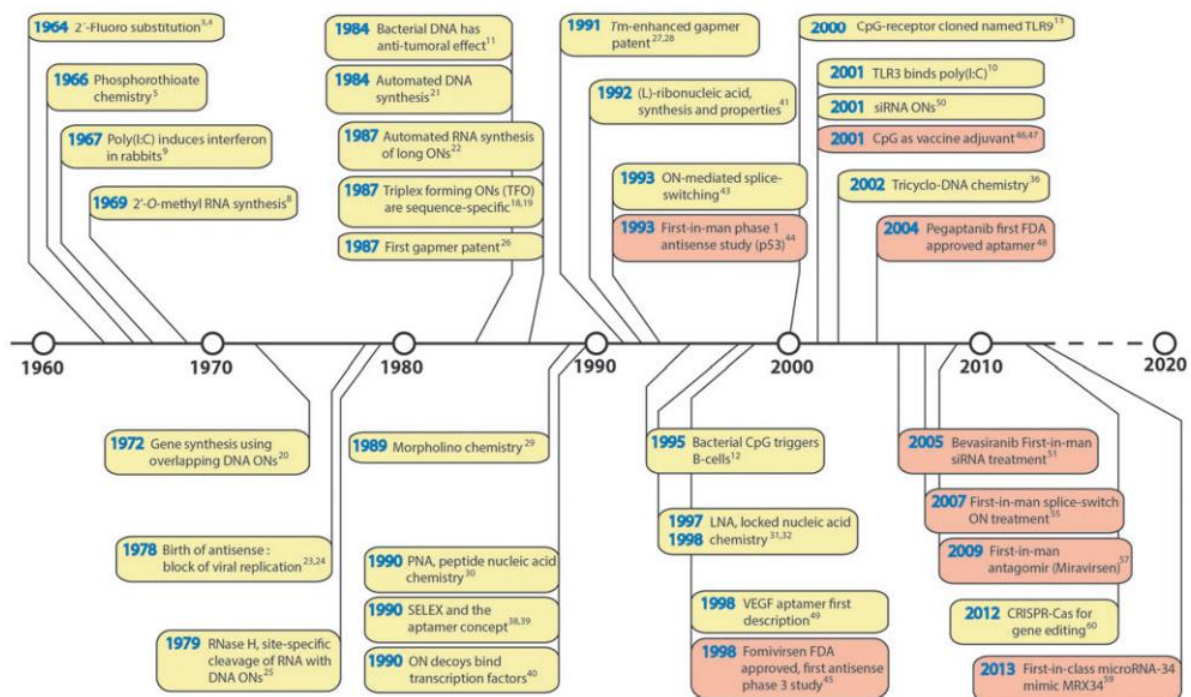 1964 2′-Fluoro substitution3,4
1966 Phosphorothioate
chemistry5
1967 Poly(I:C) induces interferon
in rabbits9
1969 2′-O-methyl RNA synthesis8
1984 Bacterial DNA has
anti-tumoral effect11
1984 Automated DNA
synthesis21
1987 Automated RNA synthesis
of long ONs22
1987 Triplex forming ONs (TFO)
are sequence-specific18,19
1987 First gapmer patent26
1991 Tm-enhanced gapmer
patent27,28
1992 (L)-ribonucleic acid,
synthesis and properties41
1993 ON-mediated splice-
switching43
1993 First-in-man phase 1
antisense study (p53)44
2000 CpG-receptor cloned named TLR913
2001 TLR3 binds poly(I:C)10
2001 siRNA ONs50
2001 CpG as vaccine adjuvant46,47
2002 Tricyclo-DNA chemistry36
2004 Pegaptanib first FDA
approved aptamer48
1960 1970 1980 1990 2000 2010 2020
1972 Gene synthesis using
overlapping DNA ONs20
1978 Birth of antisense :
block of viral replication23,24
1979 RNase H, site-specific
cleavage of RNA with
DNA ONs25
1989 Morpholino chemistry29
1990 PNA, peptide nucleic acid
chemistry30
1990 SELEX and the
aptamer concept38,39
1990 ON decoys bind
transcription factors40
1995 Bacterial CpG triggers
B-cells12
1997 LNA, locked nucleic acid
1998 chemistry31,32
1998 VEGF aptamer first
description49
1998 Fomivirsen FDA
approved, first antisense
phase 3 study45
2005 Bevasiranib First-in-man
siRNA treatment51
2007 First-in-man splice-switch
ON treatment55
2009 First-in-man
antagomir (Miravirsen)57
2012 CRISPR-Cas for
gene editing60
2013 First-in-class microRNA-34
mimic MRX3459